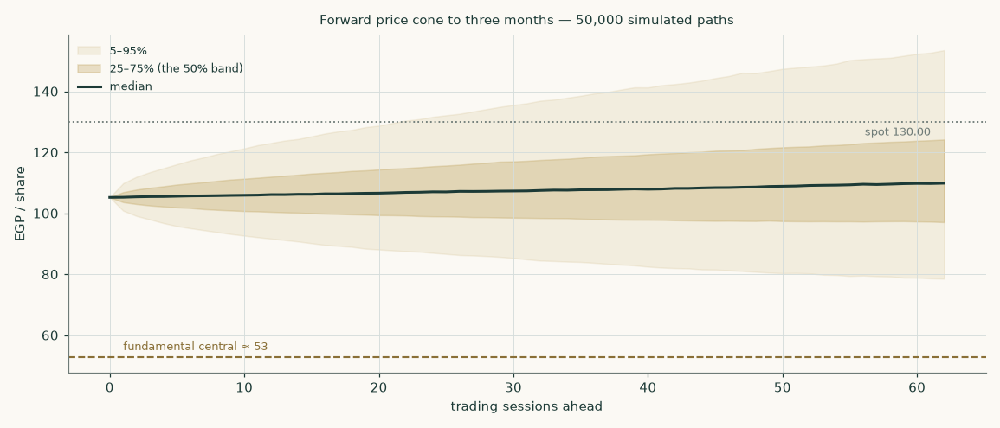 Forward price cone to three months — 50,000 simulated paths
5–95%
25–75% (the 50% band)
median
EGP / share
140
120
100
80
60
spot 130.00
fundamental central ≈ 53
0 10 20 30 40 50 60
trading sessions ahead